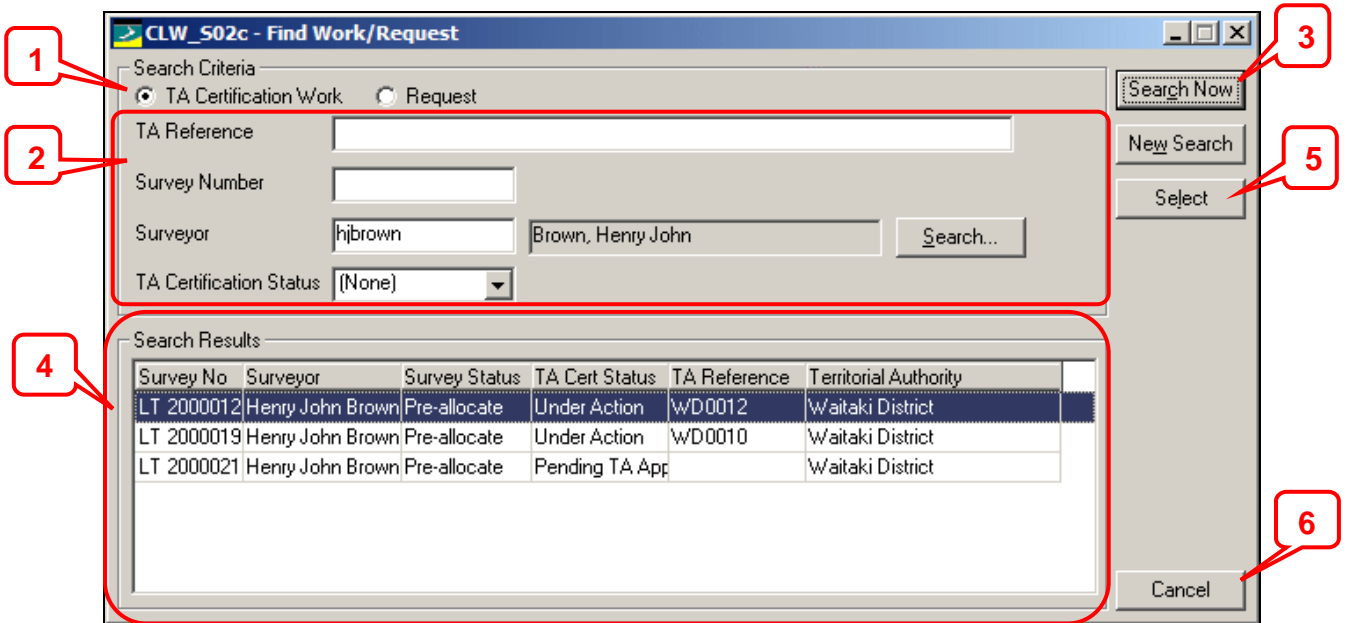 CLW_S02c - Find Work/Request
1
3
Search Criteria
TA Certification Work Request
Search Now
2
TA Reference
New Search
5
Survey Number
Select
Surveyor hjbrown Brown, Henry John Search...
TA Certification Status (None)
4
Search Results
Survey No Surveyor Survey Status TA Cert Status TA Reference Territorial Authority
LT 2000012 Henry John Brown Pre-allocate Under Action WD0012 Waitaki District
LT 2000019 Henry John Brown Pre-allocate Under Action WD0010 Waitaki District
LT 2000021 Henry John Brown Pre-allocate Pending TA App Waitaki District
6
Cancel